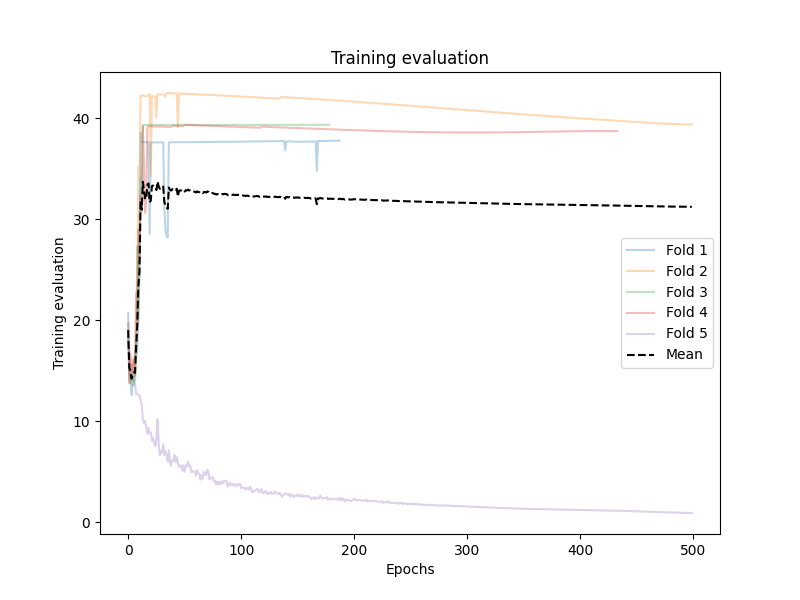 Training evaluation
Training evaluation
40
30
20
10
0
0 100 200 300 400 500
Epochs
Fold 1
Fold 2
Fold 3
Fold 4
Fold 5
Mean